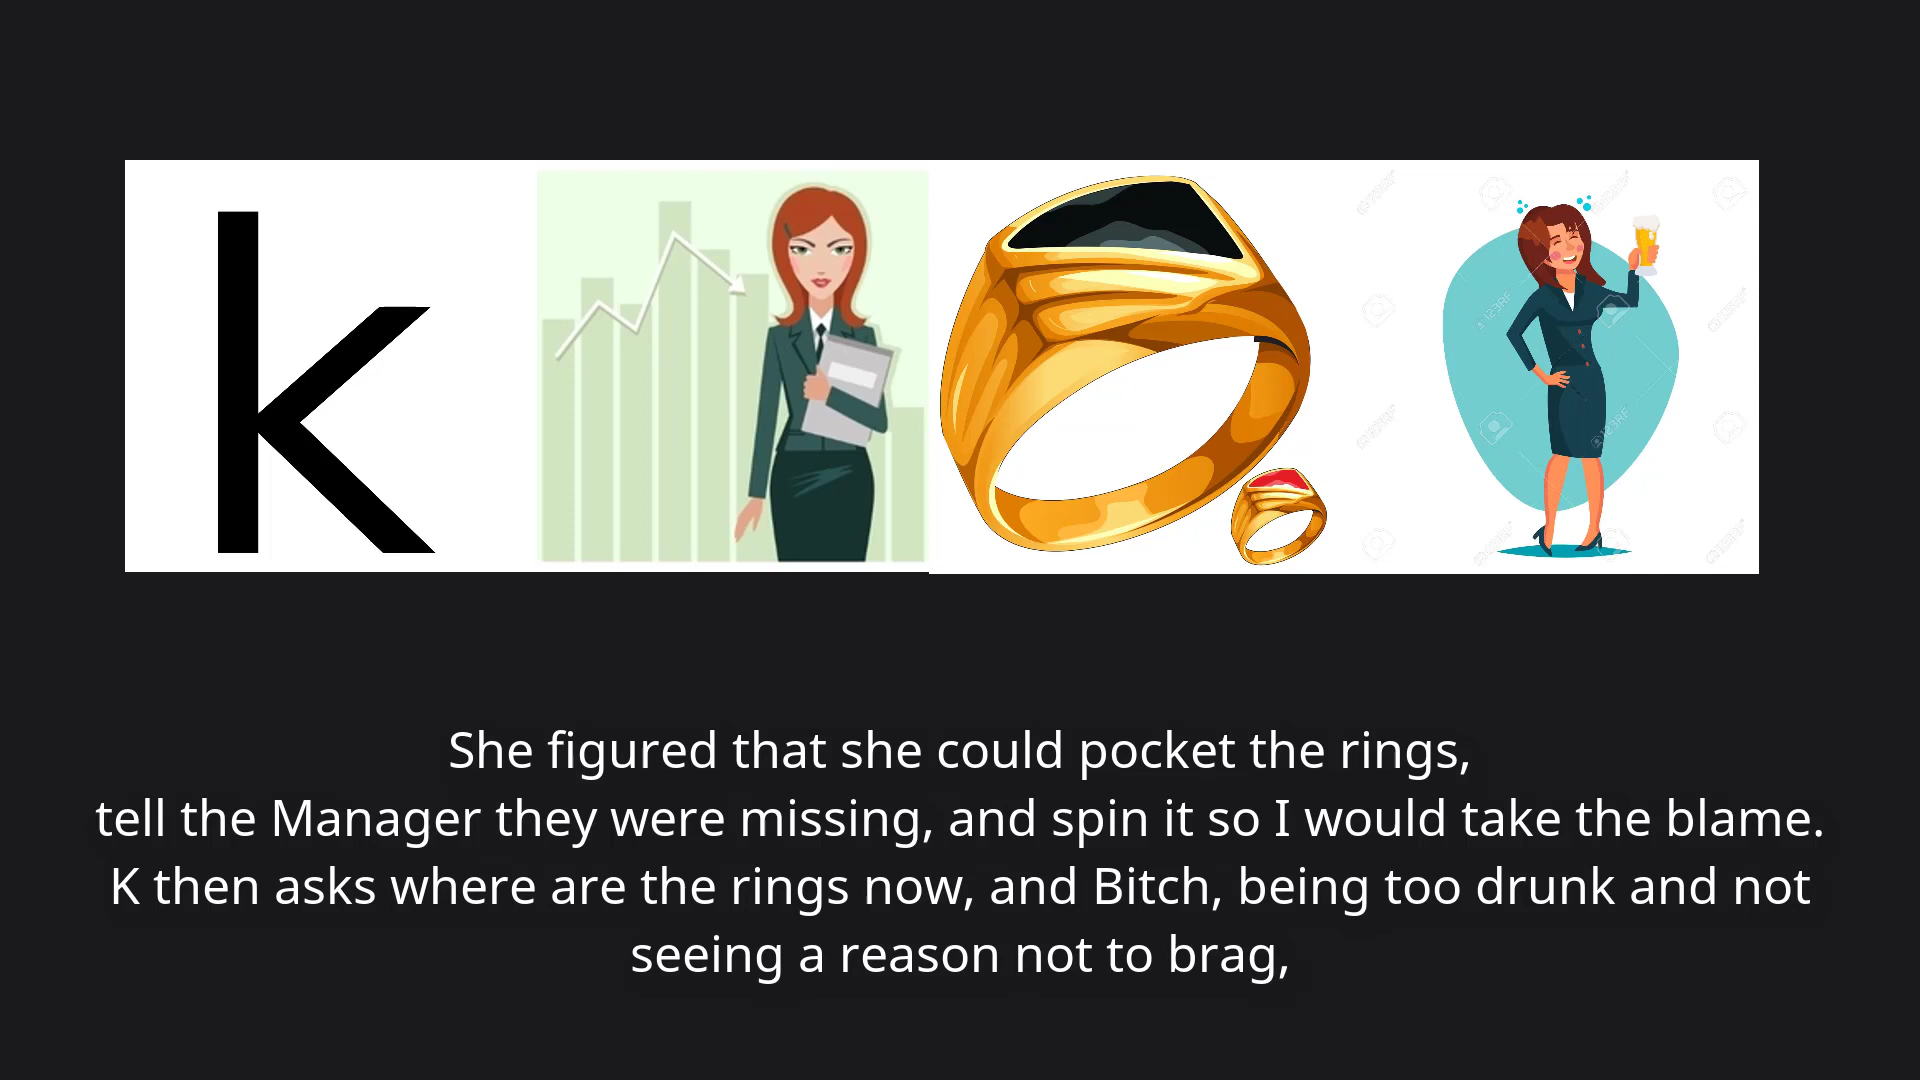 k
She figured that she could pocket the rings,
tell the Manager they were missing, and spin it so I would take the blame.
K then asks where are the rings now, and Bitch, being too drunk and not
seeing a reason not to brag,
123RF